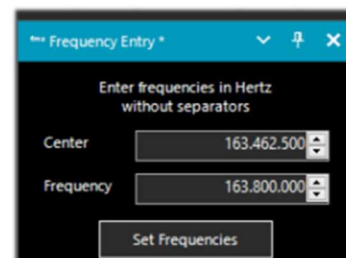 Frequency Entry *
Enter frequencies in Hertz
without separators
Center 163.462.500
Frequency 163.800.000
Set Frequencies